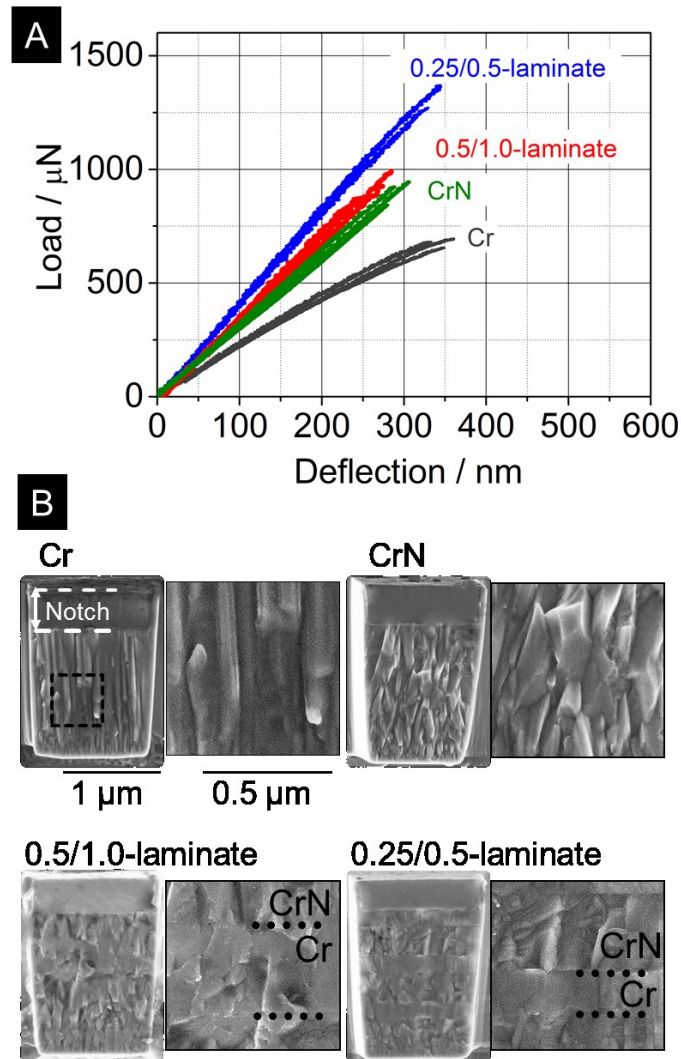 A
1500
1000
500
0
Load / μN
0.25/0.5-laminate
0.5/1.0-laminate
CrN
Cr
0 100 200 300 400 500 600
Deflection / nm
B
Cr
CrN
Notch
1 μm
0.5 μm
0.5/1.0-laminate
0.25/0.5-laminate
CrN
Cr
CrN
Cr